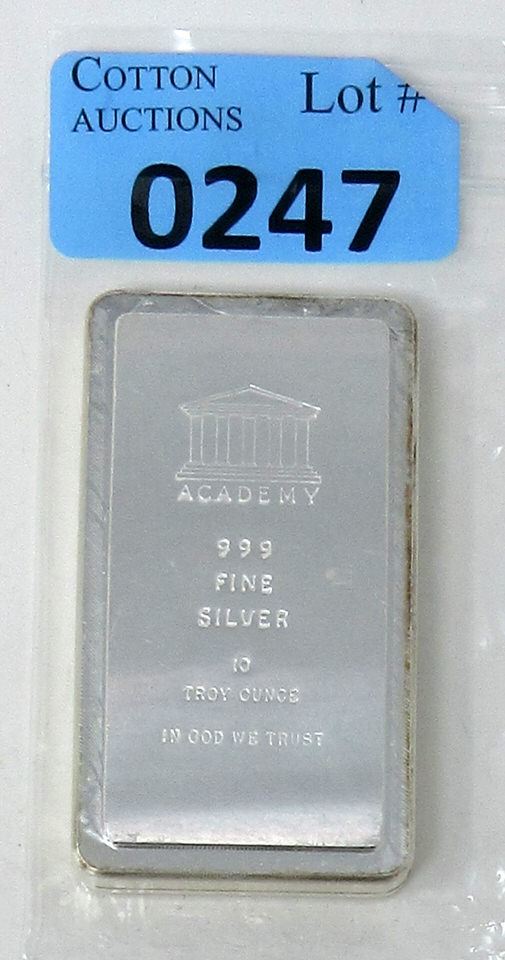 COTTON
AUCTIONS
Lot #
0247
ACADEMY
999
FINE
SILVER
10
TROY OUNCE
IN GOD WE TRUST